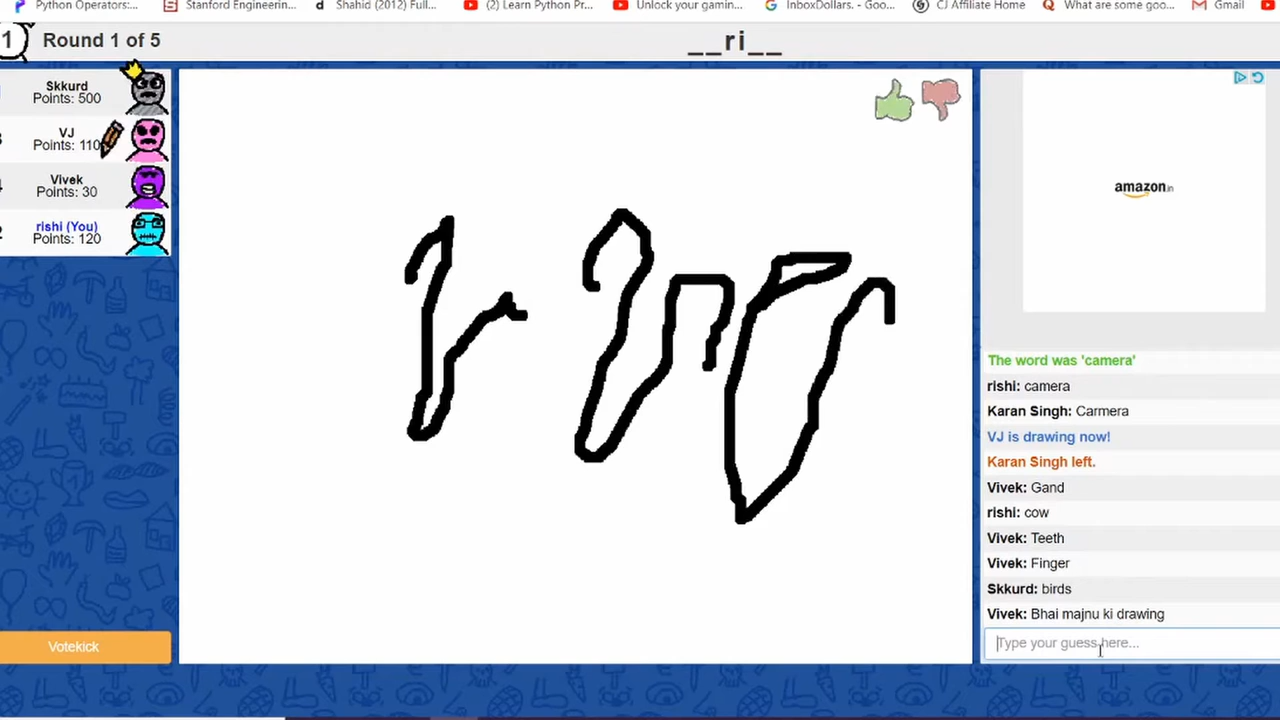 Python Operators:...
Stanford Engineerin...
Shahid (2012) Full...
(2) Learn Python Pr...
Unlock your gamin...
InboxDollars. - Goo...
CJ Affiliate Home
What are some goo...
Gmail
1
Round 1 of 5
__ri__
Skkurd
Points: 500
VJ
Points: 110
Vivek
Points: 30
2
rishi (You)
Points: 120
Votekick
amazon.in
The word was 'camera'
rishi: camera
Karan Singh: Carmera
VJ is drawing now!
Karan Singh left.
Vivek: Gand
rishi: cow
Vivek: Teeth
Vivek: Finger
Skkurd: birds
Vivek: Bhai majnu ki drawing
Type your guess here...